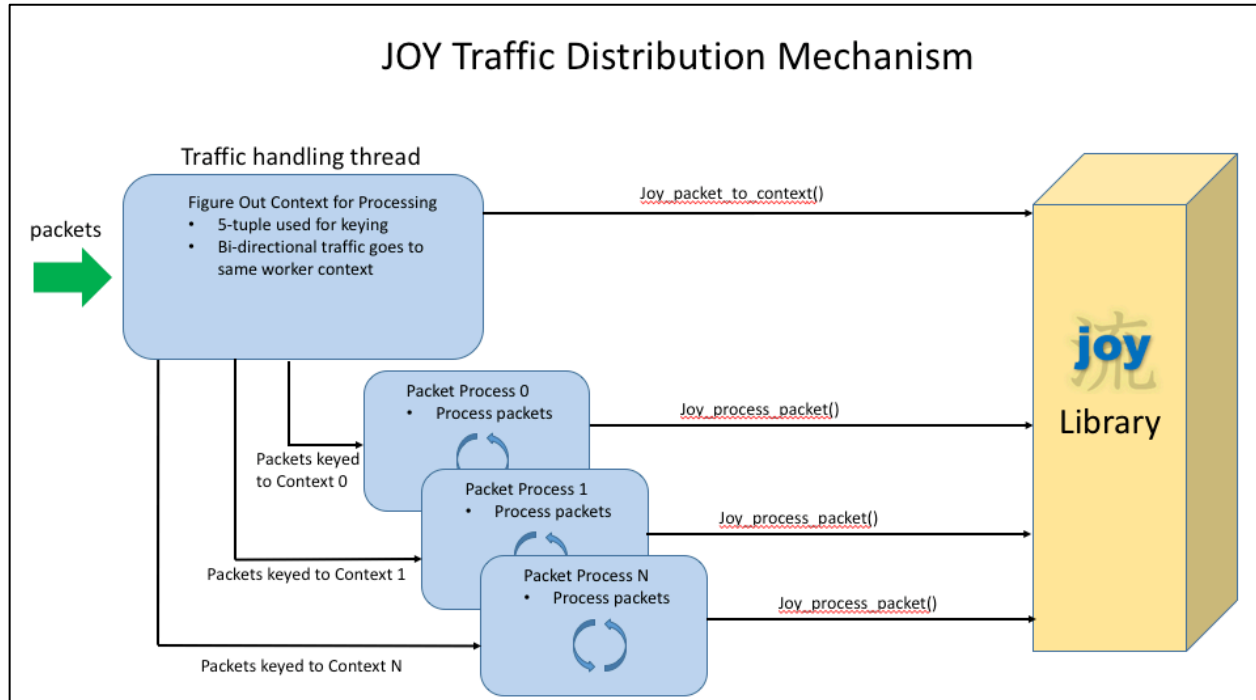 JOY Traffic Distribution Mechanism
Traffic handling thread
packets
Figure Out Context for Processing
• 5-tuple used for keying
• Bi-directional traffic goes to
same worker context
Joy_packet_to_context()
Packet Process 0
• Process packets
Joy_process_packet()
Packets keyed
to Context 0
Packet Process 1
• Process packets
Joy_process_packet()
Packets keyed to Context 1
Packet Process N
• Process packets
Joy_process_packet()
Packets keyed to Context N
流
joy
Library